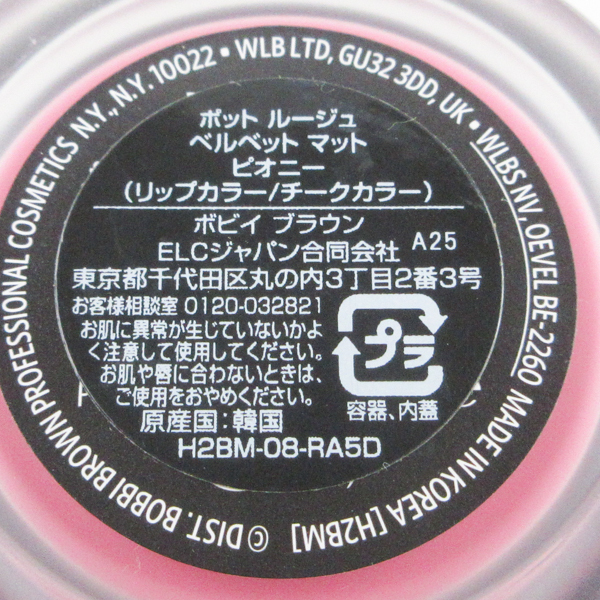 ポット ルージュ
ベルベット マット
ピオニー
(リップカラー/チークカラー)
ボビイ ブラウン
ELCジャパン合同会社 A25
東京都千代田区丸の内3丁目2番3号
お客様相談室 0120-032821
お肌に異常が生じていないかよ
く注意して使用してください。
お肌や唇に合わないときは、
ご使用をおやめください。
原産国:韓国
H2BM-08-RA5D
プラ
容器、内蓋
© DIST. BOBBI BROWN PROFESSIONAL COSMETICS N.Y., N.Y. 10022 • WLB LTD, GU32 3DD, UK • WLBS NV. OEVEL BE-2260 MADE IN KOREA [H2BM]